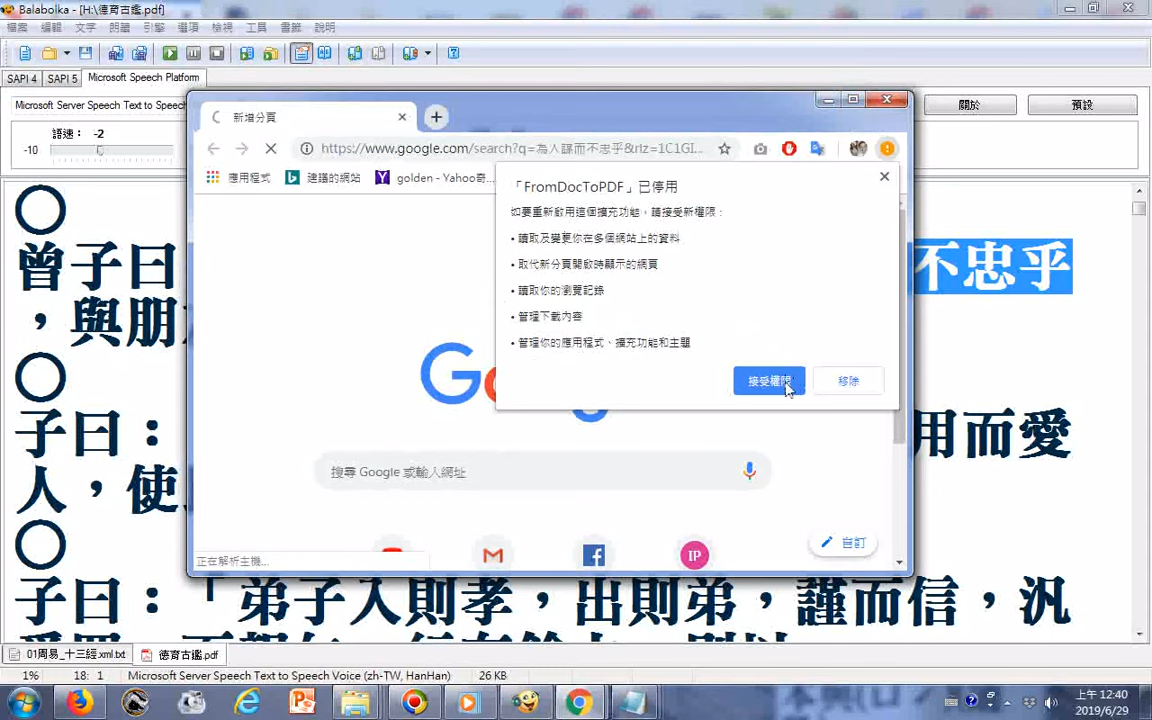 Balabolka - [H:\德育古鑑.pdf]
檔案 編輯 文字 朗讀 引擎 選項 檢視 工具 書籤 說明
SAPI 4 SAPI 5 Microsoft Speech Platform
Microsoft Server Speech Text to Speech
關於 預設
語速： -2
-10
新增分頁
https://www.google.com/search?q=為人謀而不忠乎&rlz=1C1GI...
應用程式 建議的網站 golden - Yahoo奇...
「FromDocToPDF」已停用
如要重新啟用這個擴充功能，請接受新權限：
• 讀取及變更你在多個網站上的資料
• 取代新分頁開啟時顯示的網頁
• 讀取你的瀏覽記錄
• 管理下載內容
• 管理你的應用程式、擴充功能和主題
接受權限 移除
搜尋 Google 或輸入網址
IP
自訂
正在解析主機...
〇
曾子曰 不忠乎
，與朋
〇
子曰： 用而愛
人，使
〇
子曰：「弟子入則孝，出則弟，謹而信，汎
01周易_十三經.xml.txt 德育古鑑.pdf
1% 18: 1 Microsoft Server Speech Text to Speech Voice (zh-TW, HanHan) 26 KB
上午 12:40
2019/6/29